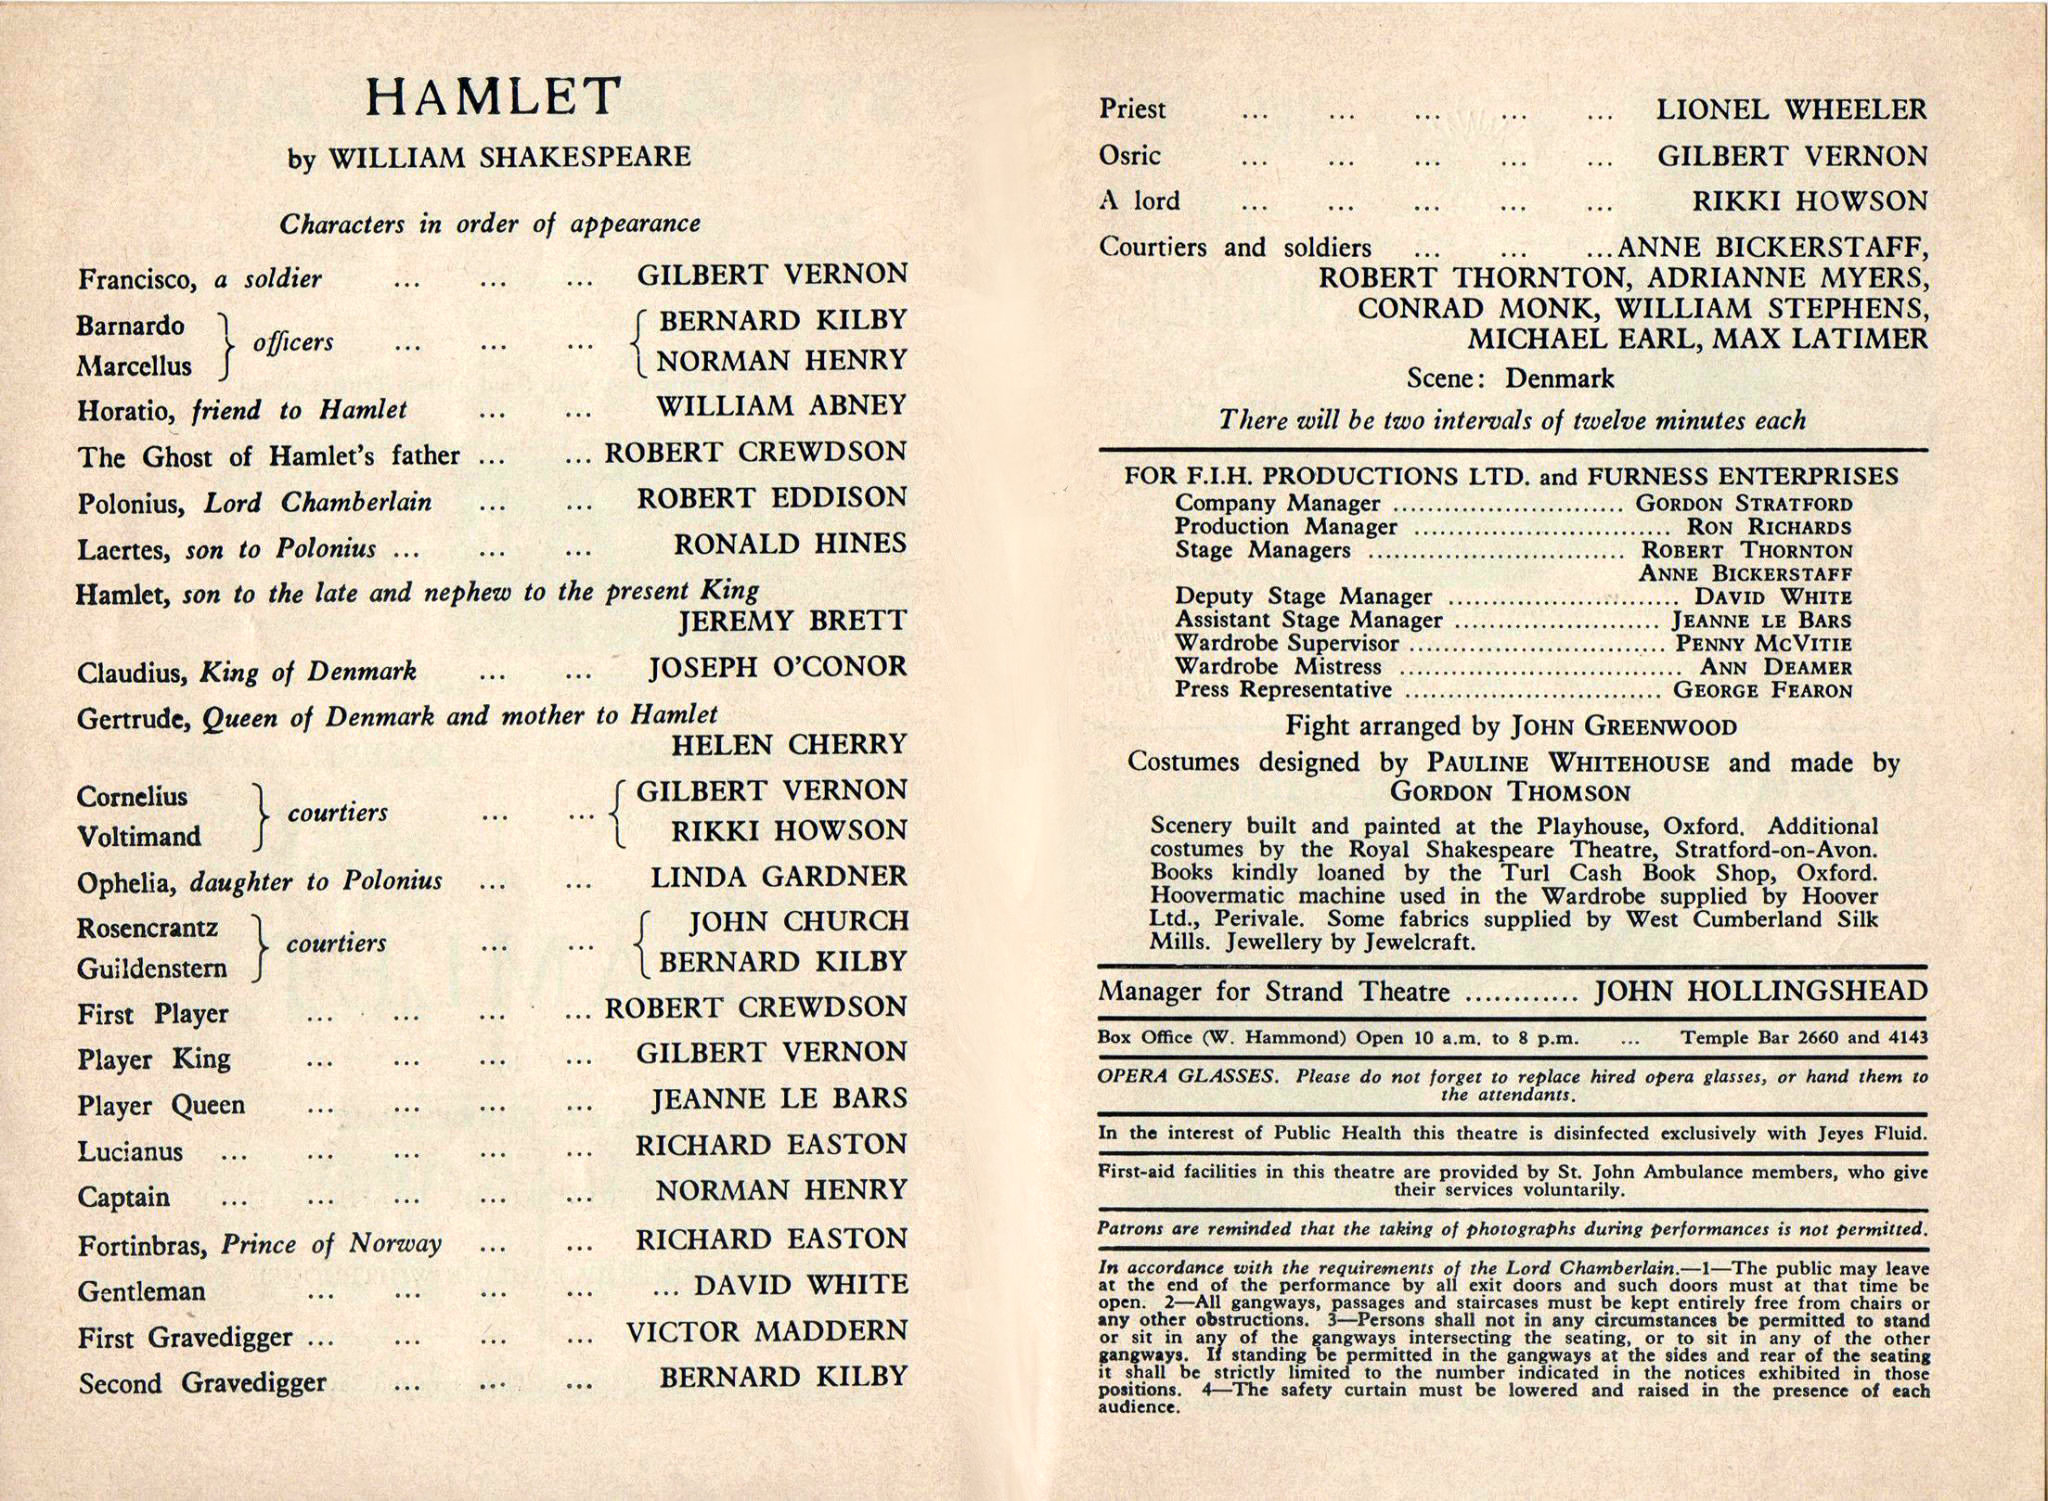 HAMLET
by WILLIAM SHAKESPEARE
Characters in order of appearance
Francisco, a soldier ... ... ... GILBERT VERNON
Barnardo } officers ... ... ... { BERNARD KILBY
Marcellus NORMAN HENRY
Horatio, friend to Hamlet ... ... WILLIAM ABNEY
The Ghost of Hamlet's father ... ... ROBERT CREWDSON
Polonius, Lord Chamberlain ... ... ROBERT EDDISON
Laertes, son to Polonius ... ... ... RONALD HINES
Hamlet, son to the late and nephew to the present King
JEREMY BRETT
Claudius, King of Denmark ... ... JOSEPH O'CONOR
Gertrude, Queen of Denmark and mother to Hamlet
HELEN CHERRY
Cornelius } courtiers ... ... { GILBERT VERNON
Voltimand RIKKI HOWSON
Ophelia, daughter to Polonius ... ... LINDA GARDNER
Rosencrantz } courtiers ... ... { JOHN CHURCH
Guildenstern BERNARD KILBY
First Player ... ... ... ... ROBERT CREWDSON
Player King ... ... ... ... GILBERT VERNON
Player Queen ... ... ... ... JEANNE LE BARS
Lucianus ... ... ... ... ... RICHARD EASTON
Captain ... ... ... ... ... NORMAN HENRY
Fortinbras, Prince of Norway ... ... RICHARD EASTON
Gentleman ... ... ... ... DAVID WHITE
First Gravedigger ... ... ... ... VICTOR MADDERN
Second Gravedigger ... ... ... BERNARD KILBY
Priest ... ... ... ... ... LIONEL WHEELER
Osric ... ... ... ... ... GILBERT VERNON
A lord ... ... ... ... ... RIKKI HOWSON
Courtiers and soldiers ... ... ...ANNE BICKERSTAFF,
ROBERT THORNTON, ADRIANNE MYERS,
CONRAD MONK, WILLIAM STEPHENS,
MICHAEL EARL, MAX LATIMER
Scene: Denmark
There will be two intervals of twelve minutes each
FOR F.I.H. PRODUCTIONS LTD. and FURNESS ENTERPRISES
Company Manager ........................... GORDON STRATFORD
Production Manager .............................. RON RICHARDS
Stage Managers .............................. ROBERT THORNTON
ANNE BICKERSTAFF
Deputy Stage Manager ........................... DAVID WHITE
Assistant Stage Manager ........................ JEANNE LE BARS
Wardrobe Supervisor .............................. PENNY MCVITIE
Wardrobe Mistress ................................. ANN DEAMER
Press Representative .............................. GEORGE FEARON
Fight arranged by JOHN GREENWOOD
Costumes designed by PAULINE WHITEHOUSE and made by
GORDON THOMSON
Scenery built and painted at the Playhouse, Oxford. Additional
costumes by the Royal Shakespeare Theatre, Stratford-on-Avon.
Books kindly loaned by the Turl Cash Book Shop, Oxford.
Hoovermatic machine used in the Wardrobe supplied by Hoover
Ltd., Perivale. Some fabrics supplied by West Cumberland Silk
Mills. Jewellery by Jewelcraft.
Manager for Strand Theatre ............ JOHN HOLLINGSHEAD
Box Office (W. Hammond) Open 10 a.m. to 8 p.m. ... Temple Bar 2660 and 4143
OPERA GLASSES. Please do not forget to replace hired opera glasses, or hand them to
the attendants.
In the interest of Public Health this theatre is disinfected exclusively with Jeyes Fluid.
First-aid facilities in this theatre are provided by St. John Ambulance members, who give
their services voluntarily.
Patrons are reminded that the taking of photographs during performances is not permitted.
In accordance with the requirements of the Lord Chamberlain.—1—The public may leave
at the end of the performance by all exit doors and such doors must at that time be
open. 2—All gangways, passages and staircases must be kept entirely free from chairs or
any other obstructions. 3—Persons shall not in any circumstances be permitted to stand
or sit in any of the gangways intersecting the seating, or to sit in any of the other
gangways. If standing be permitted in the gangways at the sides and rear of the seating
it shall be strictly limited to the number indicated in the notices exhibited in those
positions. 4—The safety curtain must be lowered and raised in the presence of each
audience.